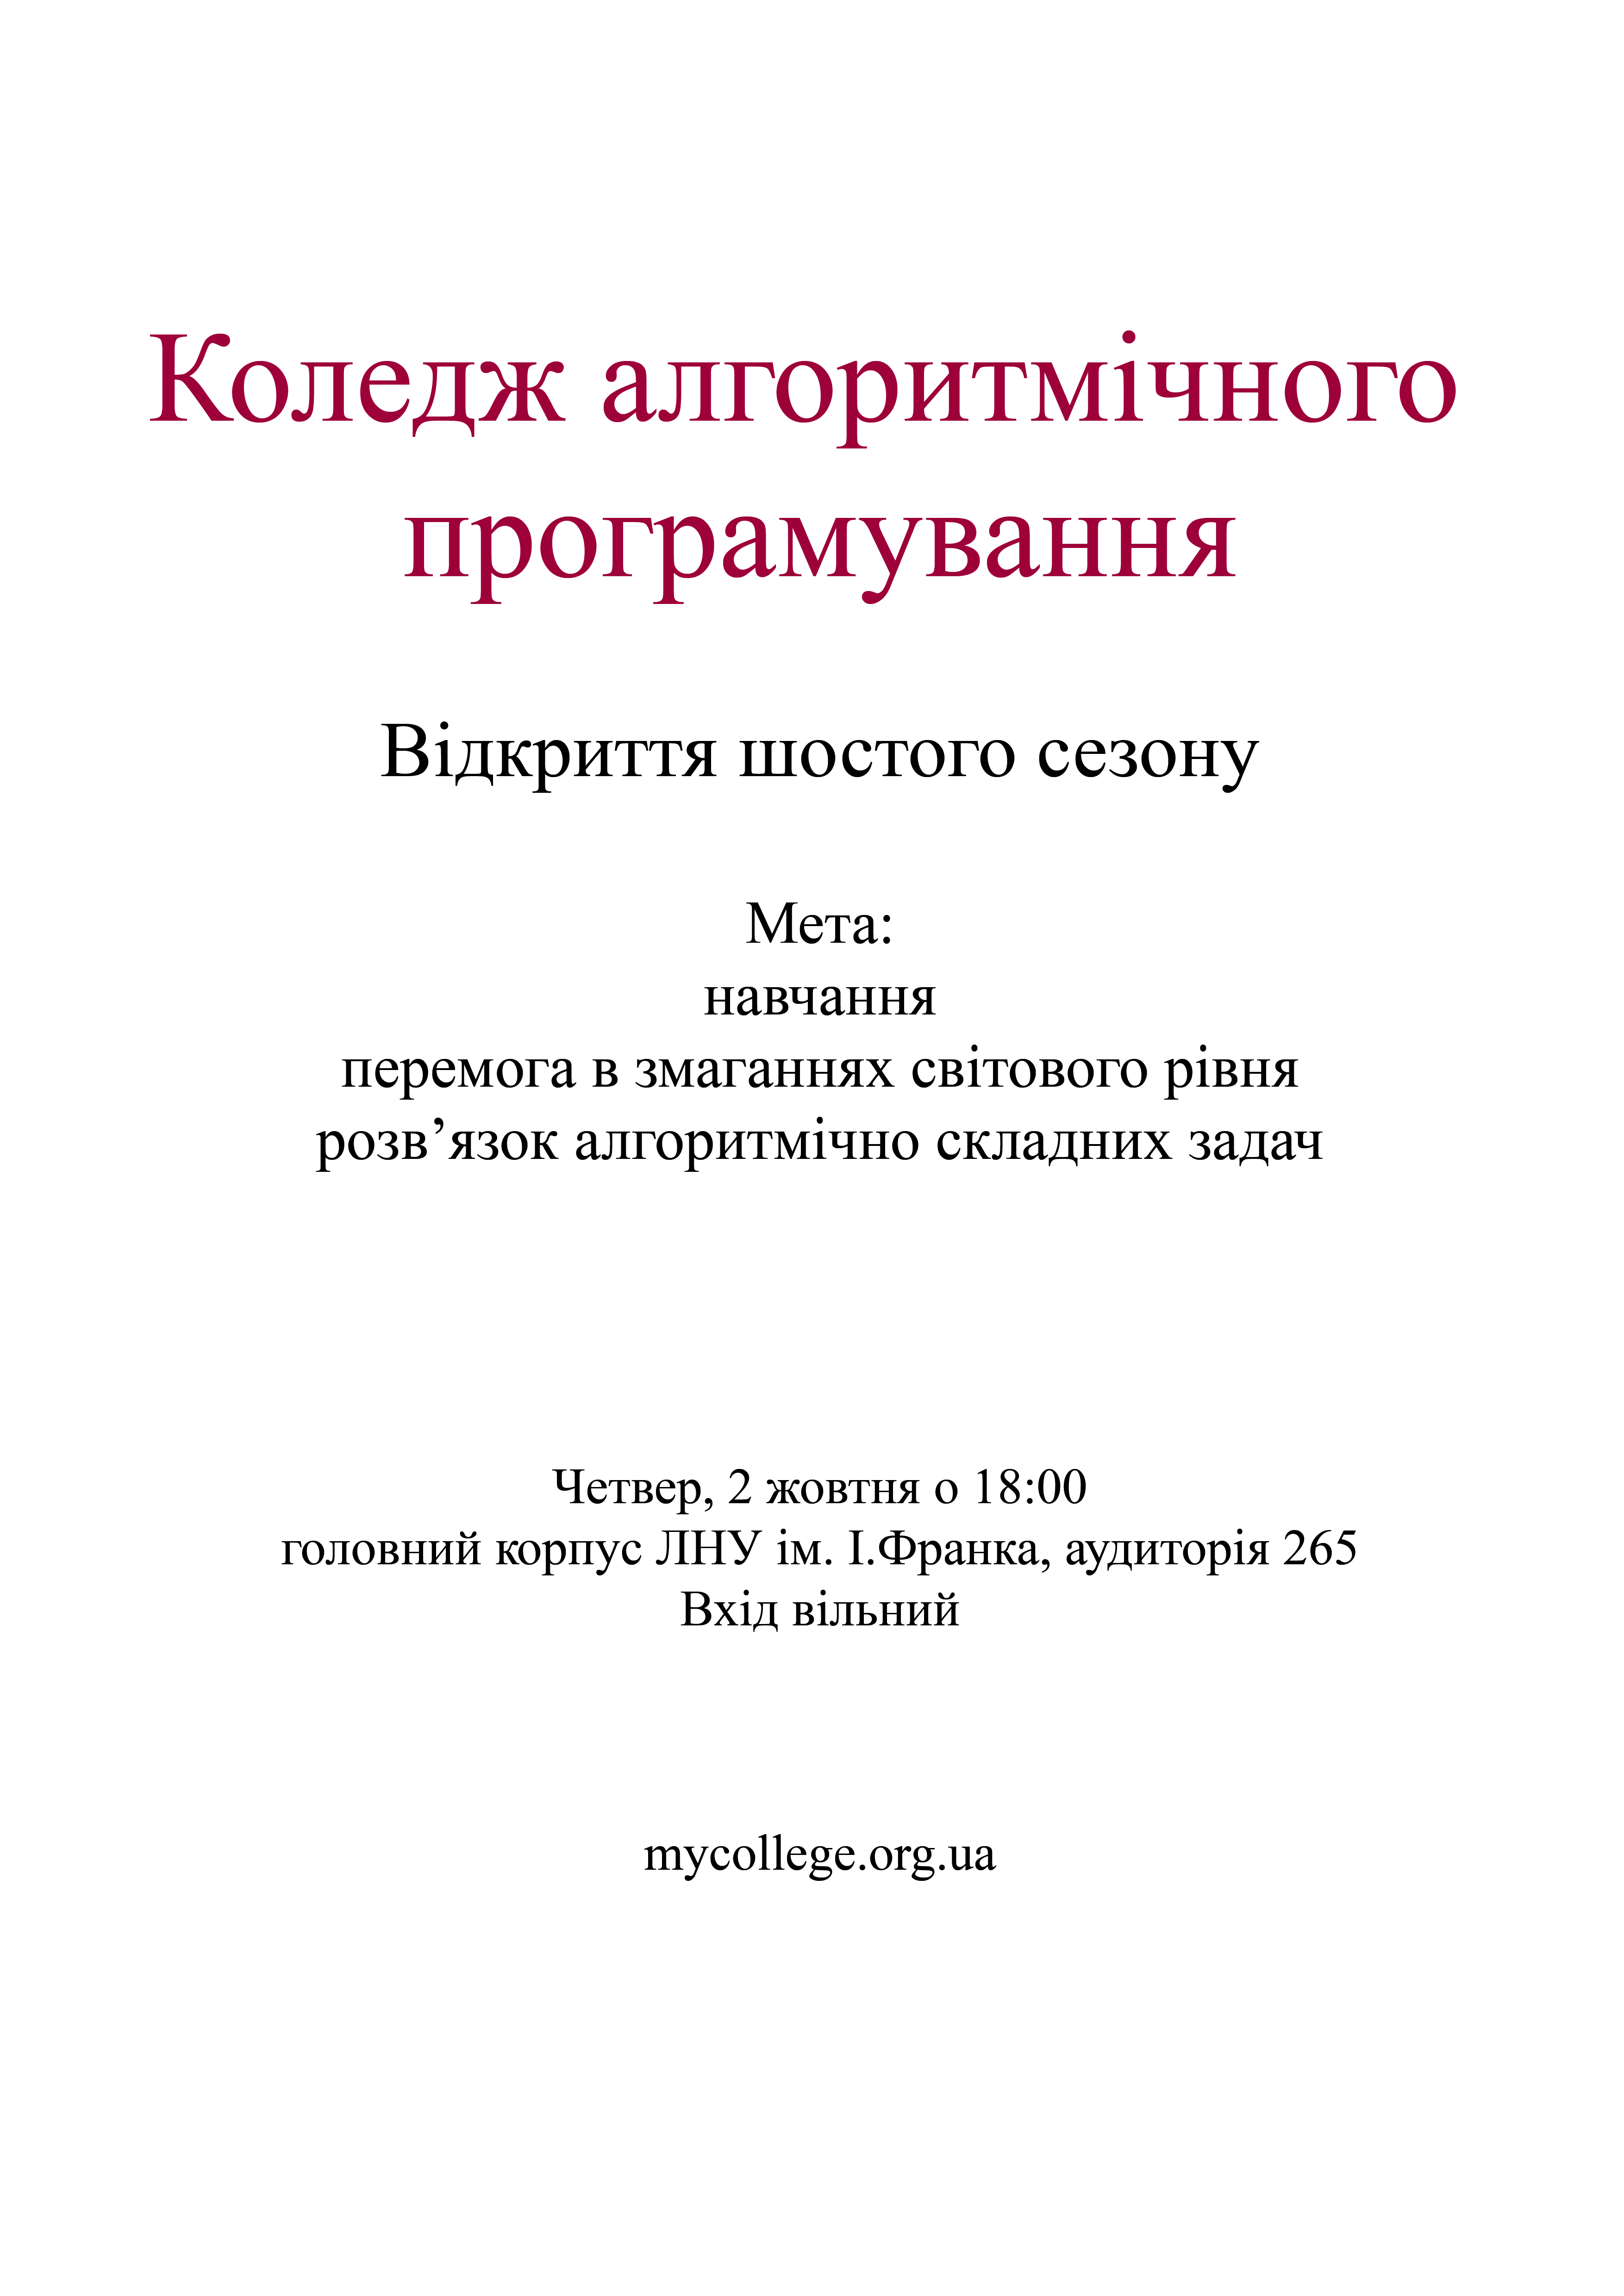 Коледж алгоритмічного
програмування
Відкриття шостого сезону
Мета:
навчання
перемога в змаганнях світового рівня
розв’язок алгоритмічно складних задач
Четвер, 2 жовтня о 18:00
головний корпус ЛНУ ім. І.Франка, аудиторія 265
Вхід вільний
mycollege.org.ua